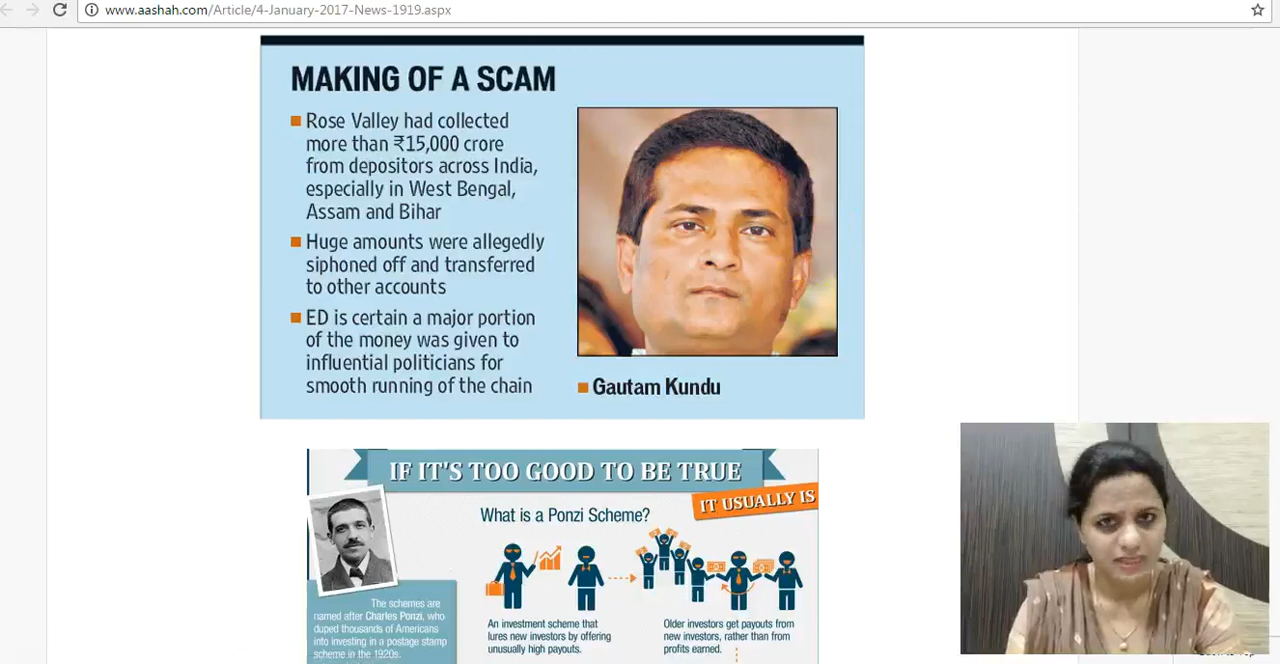 www.aashah.com/Article/4-January-2017-News-1919.aspx
MAKING OF A SCAM
Rose Valley had collected
more than ₹15,000 crore
from depositors across India,
especially in West Bengal,
Assam and Bihar
Huge amounts were allegedly
siphoned off and transferred
to other accounts
ED is certain a major portion
of the money was given to
influential politicians for
smooth running of the chain
Gautam Kundu
IF IT'S TOO GOOD TO BE TRUE
IT USUALLY IS
What is a Ponzi Scheme?
The schemes are
named after Charles Ponzi, who
duped thousands of Americans
into investing in a postage stamp
scheme in the 1920s.
An investment scheme that
lures new investors by offering
unusually high payouts.
Older investors get payouts from
new investors, rather than from
profits earned.